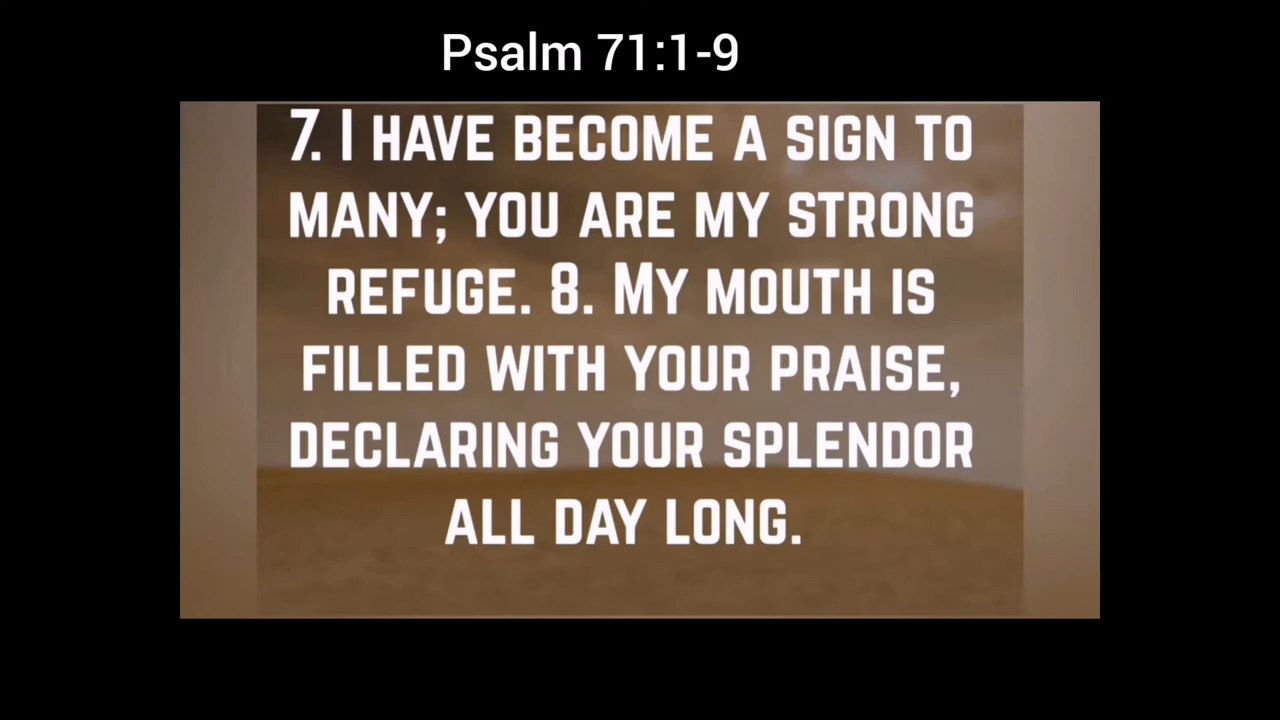 Psalm 71:1-9
7. I HAVE BECOME A SIGN TO
MANY; YOU ARE MY STRONG
REFUGE. 8. MY MOUTH IS
FILLED WITH YOUR PRAISE,
DECLARING YOUR SPLENDOR
ALL DAY LONG.